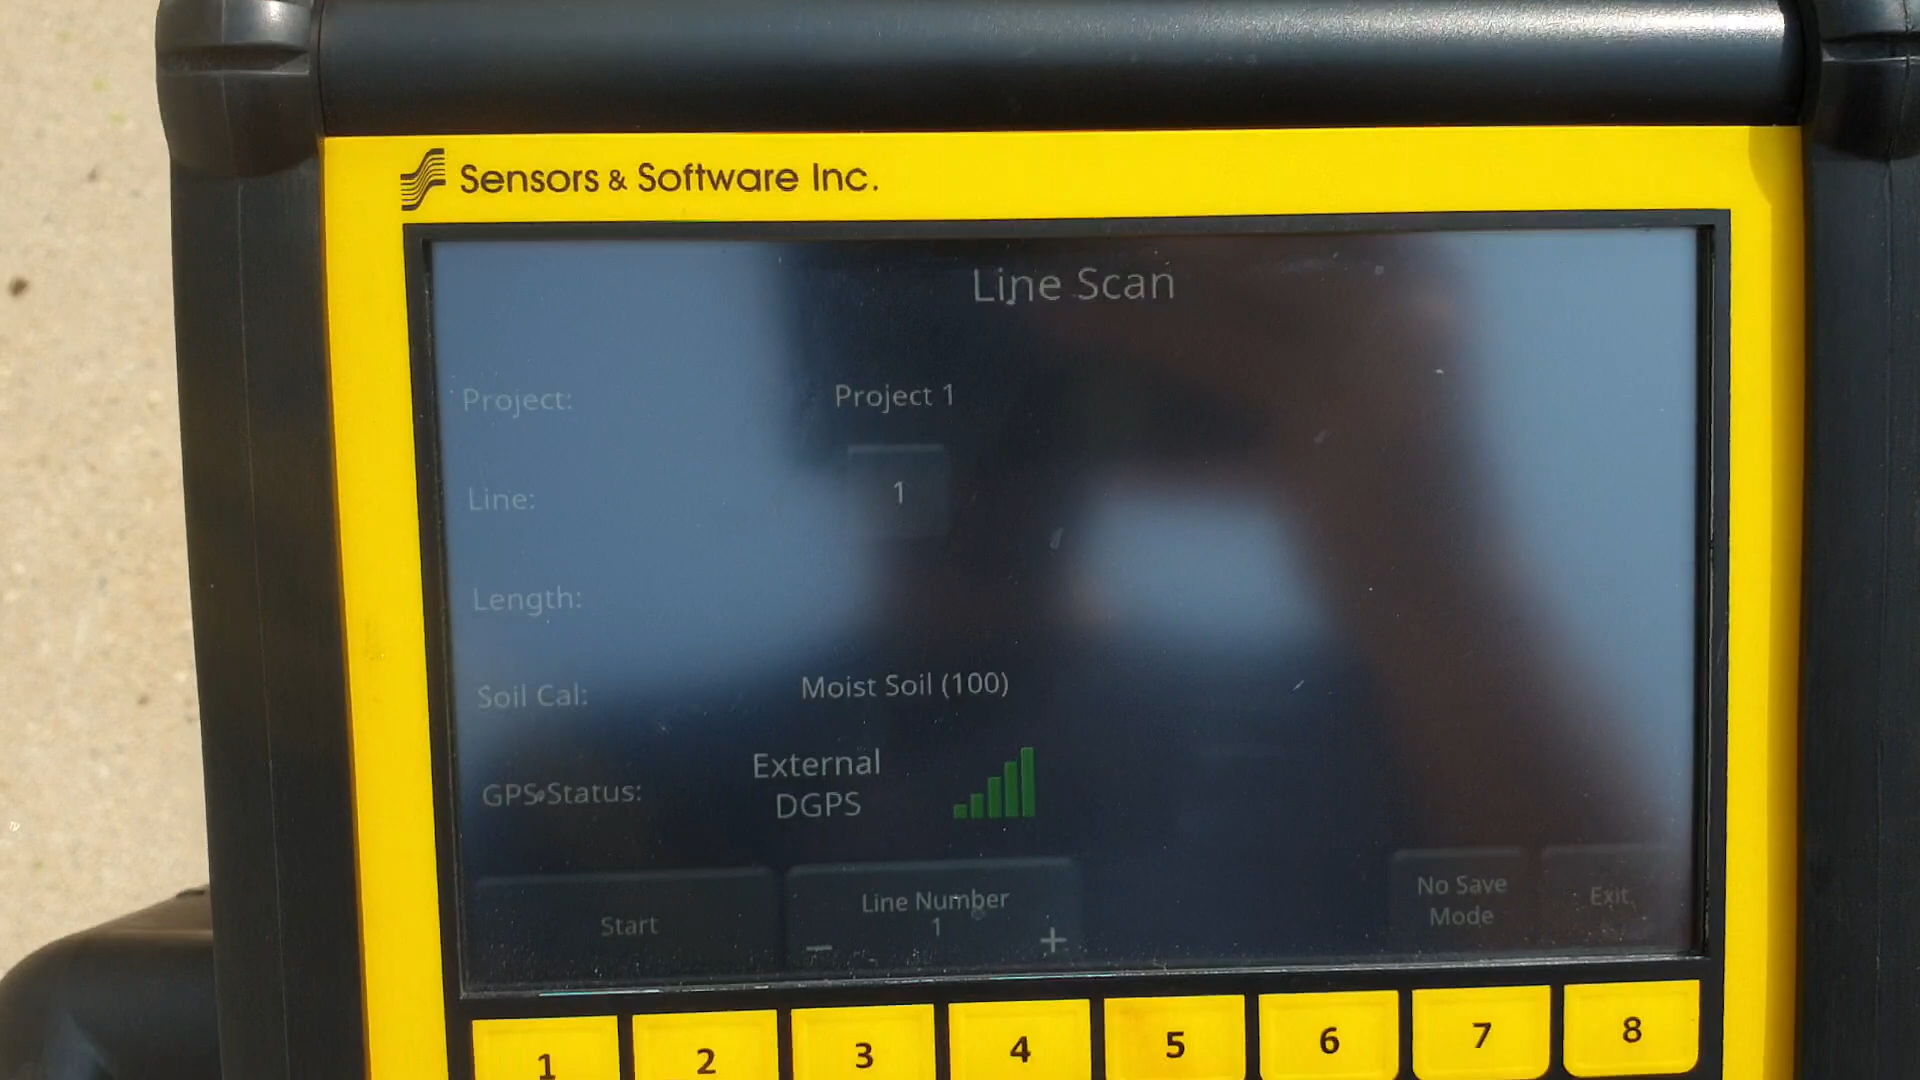 Sensors & Software Inc.
Line Scan
Project: Project 1
Line: 1
Length:
Soil Cal: Moist Soil (100)
GPS Status: External
DGPS
Start
Line Number
1
− +
No Save
Mode
Exit
1 2 3 4 5 6 7 8